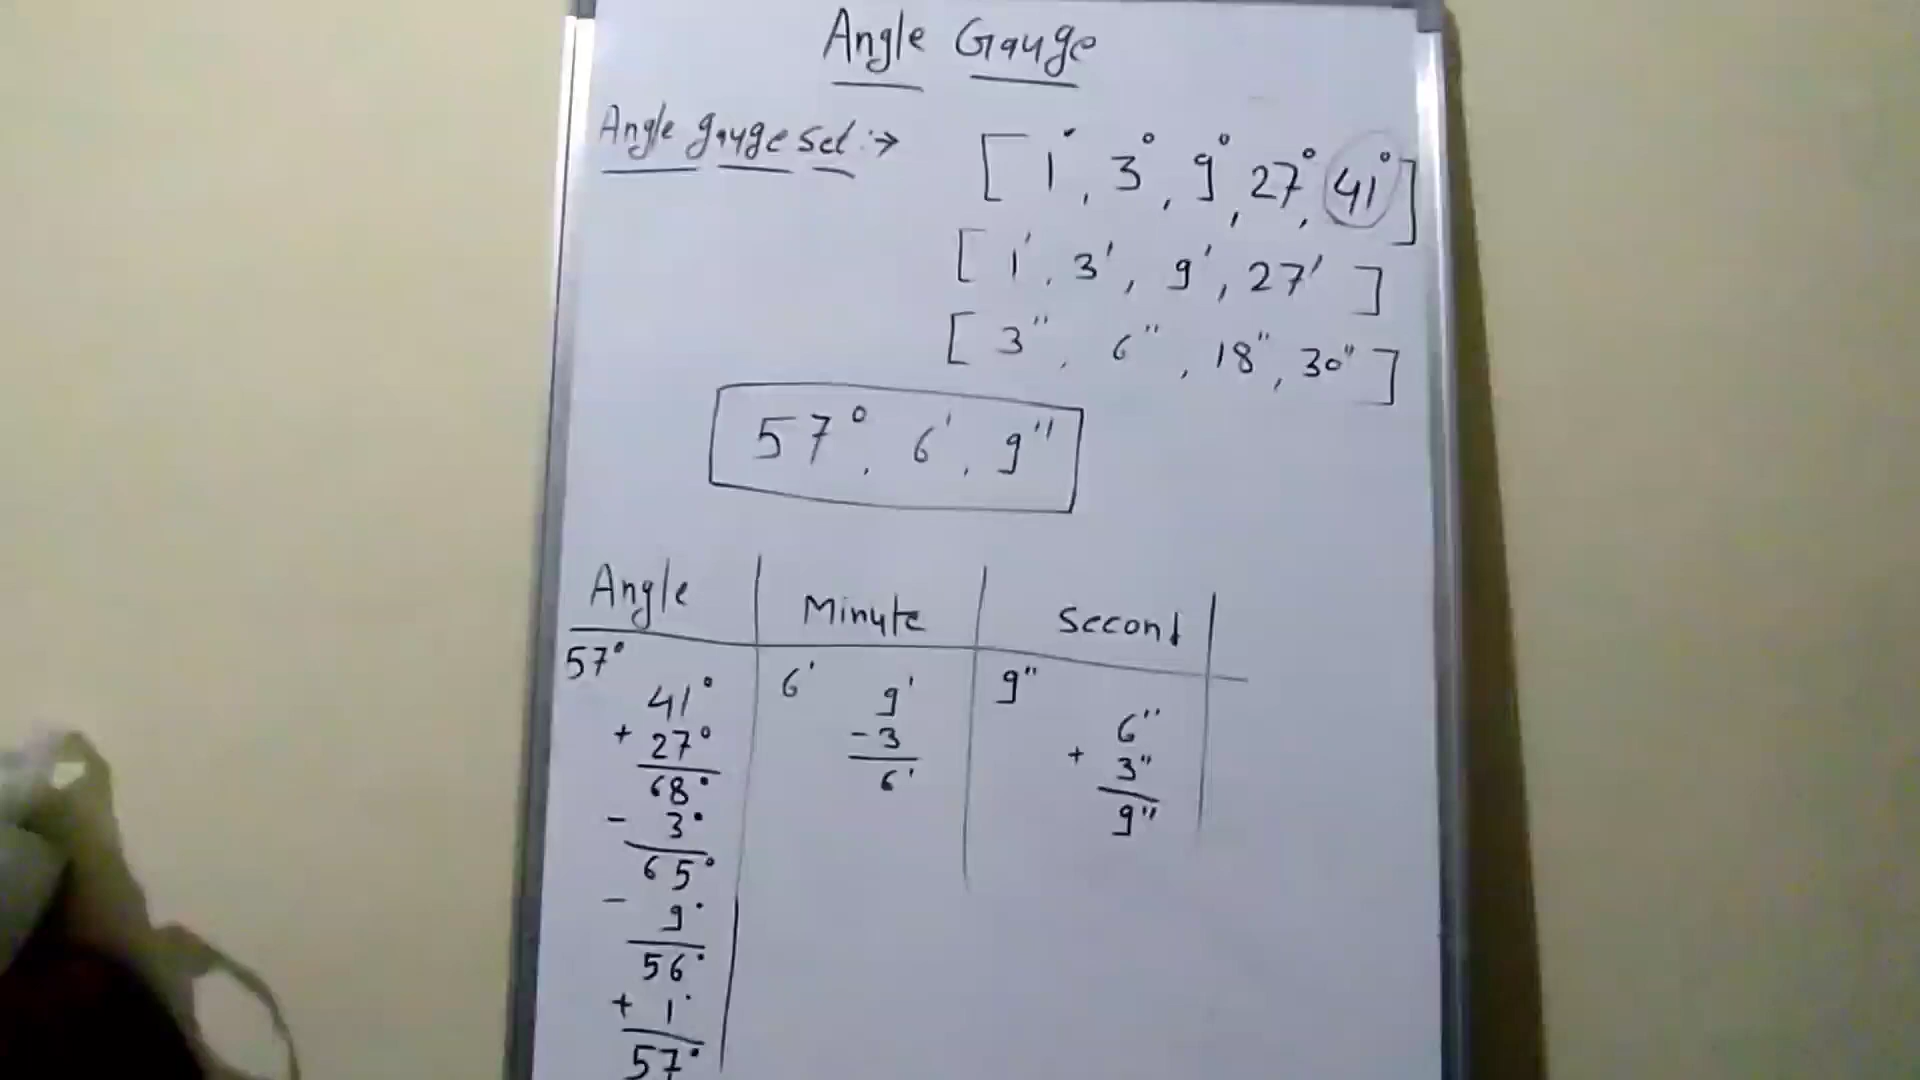 Angle Gauge
Angle gauge set :→ [ 1°, 3°, 9°, 27°, 41° ]
[ 1', 3', 9', 27' ]
[ 3", 6", 18", 30" ]
57°, 6', 9"
Angle Minute Second
57° 6' 9"
41° 9' 6"
+ 27° - 3 + 3"
68° 6' 9"
- 3°
65°
- 9°
56°
+ 1°
57°